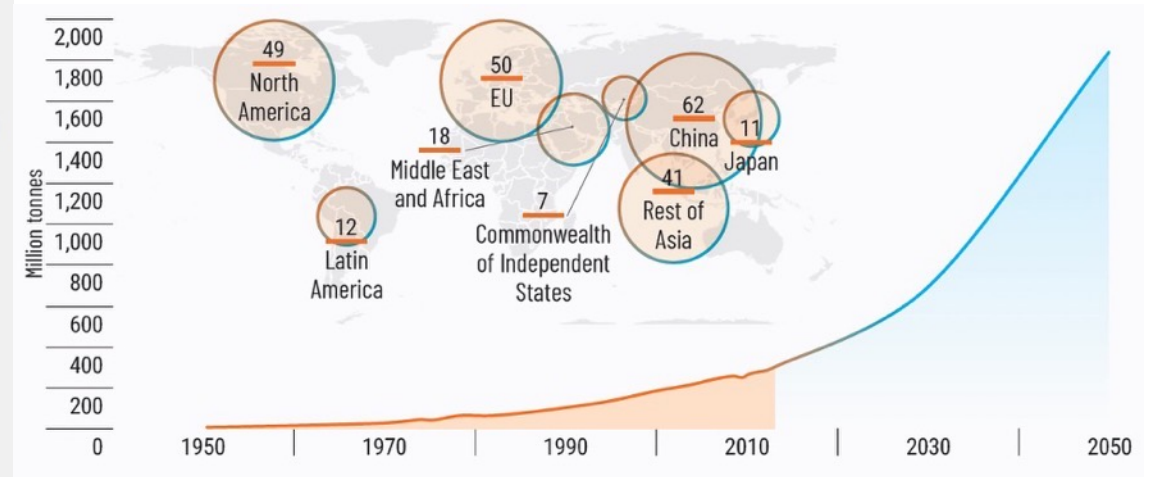 Million tonnes
2,000
1,800
1,600
1,400
1,200
1,000
800
600
400
200
0
49
North
America
50
EU
18
Middle East
and Africa
12
Latin
America
7
Commonwealth
of Independent
States
62
China
11
Japan
41
Rest of
Asia
1950
1970
1990
2010
2030
2050